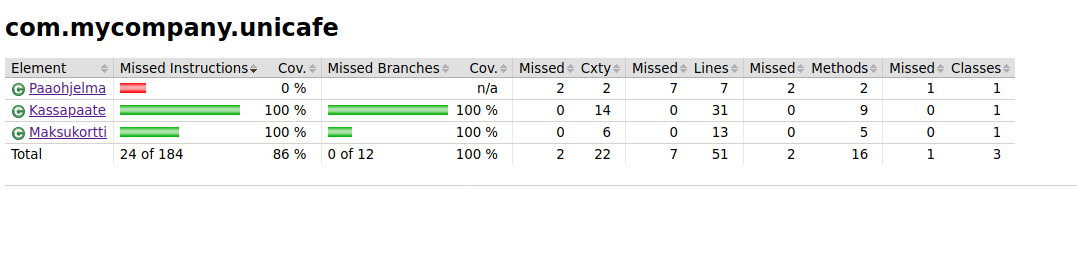 com.mycompany.unicafe
Element Missed Instructions Cov. Missed Branches Cov. Missed Cxty Missed Lines Missed Methods Missed Classes
C Paaohjelma 0 % n/a 2 2 7 7 2 2 1 1
C Kassapaate 100 % 100 % 0 14 0 31 0 9 0 1
C Maksukortti 100 % 100 % 0 6 0 13 0 5 0 1
Total 24 of 184 86 % 0 of 12 100 % 2 22 7 51 2 16 1 3